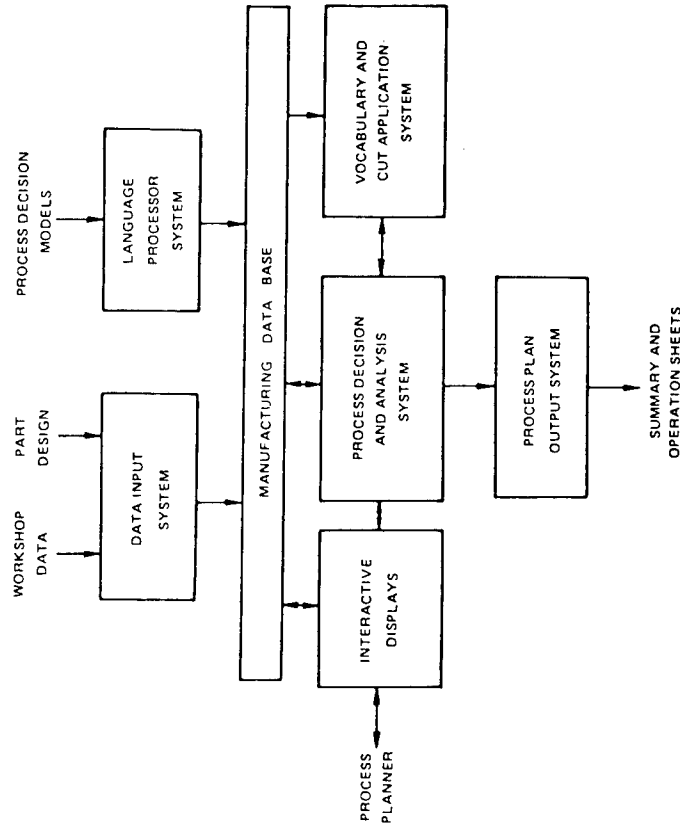 WORKSHOP
DATA
PART
DESIGN
PROCESS DECISION
MODELS
DATA INPUT
SYSTEM
LANGUAGE
PROCESSOR
SYSTEM
MANUFACTURING DATA BASE
PROCESS
PLANNER
INTERACTIVE
DISPLAYS
PROCESS DECISION
AND ANALYSIS
SYSTEM
VOCABULARY AND
CUT APPLICATION
SYSTEM
PROCESS PLAN
OUTPUT SYSTEM
SUMMARY AND
OPERATION SHEETS